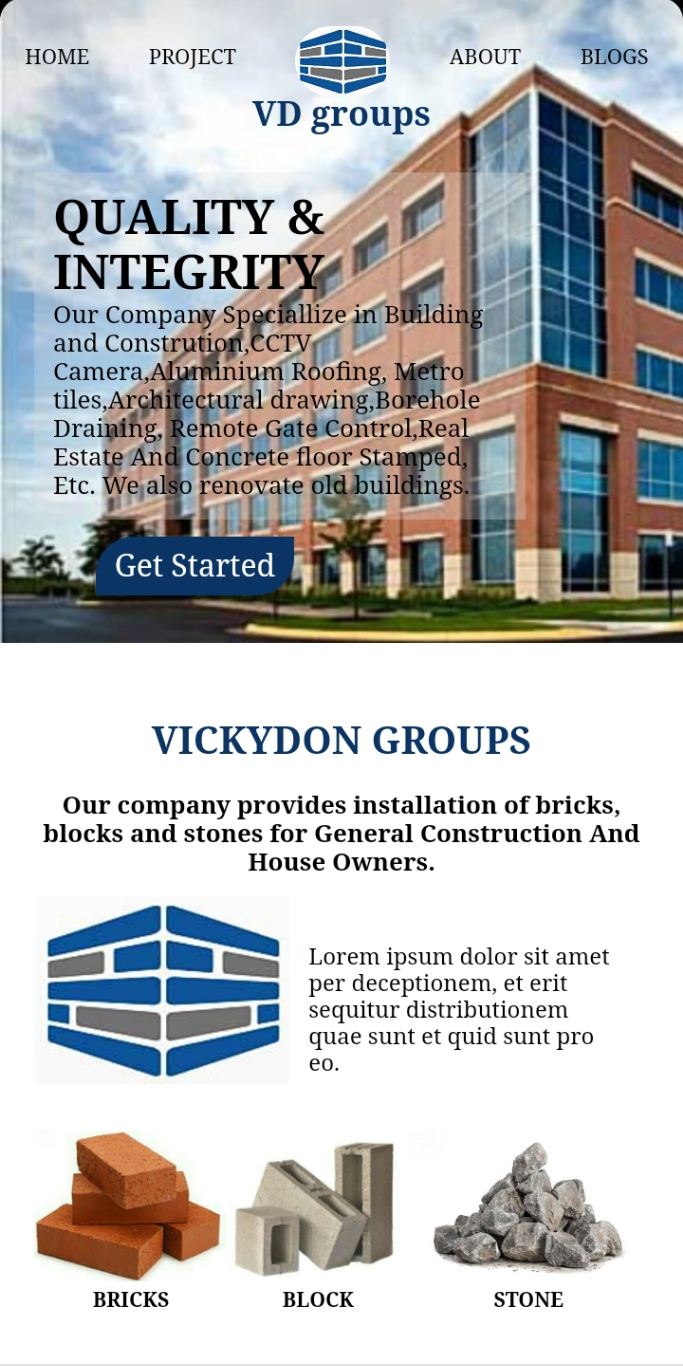 HOME PROJECT ABOUT BLOGS
VD groups
QUALITY &
INTEGRITY
Our Company Speciallize in Building
and Constrution,CCTV
Camera,Aluminium Roofing, Metro
tiles,Architectural drawing,Borehole
Draining, Remote Gate Control,Real
Estate And Concrete floor Stamped,
Etc. We also renovate old buildings.
Get Started
VICKYDON GROUPS
Our company provides installation of bricks,
blocks and stones for General Construction And
House Owners.
Lorem ipsum dolor sit amet
per deceptionem, et erit
sequitur distributionem
quae sunt et quid sunt pro
eo.
BRICKS BLOCK STONE